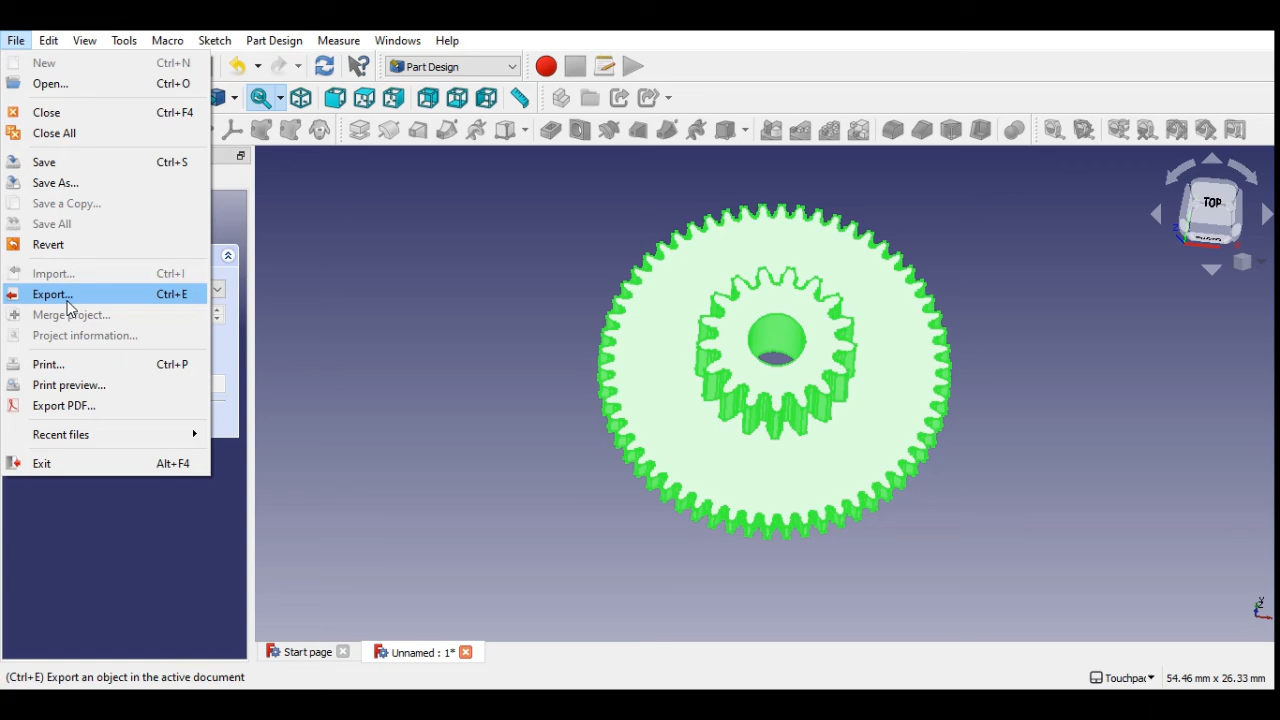 File Edit View Tools Macro Sketch Part Design Measure Windows Help
New Ctrl+N
Part Design
Open... Ctrl+O
Close Ctrl+F4
Close All
Save Ctrl+S
Save As...
Save a Copy...
TOP
Save All
Revert
Import... Ctrl+I
Export... Ctrl+E
Merge project...
Project information...
Print... Ctrl+P
Print preview...
Export PDF...
Recent files
Exit Alt+F4
Start page
Unnamed : 1*
(Ctrl+E) Export an object in the active document
54.46 mm x 26.33 mm